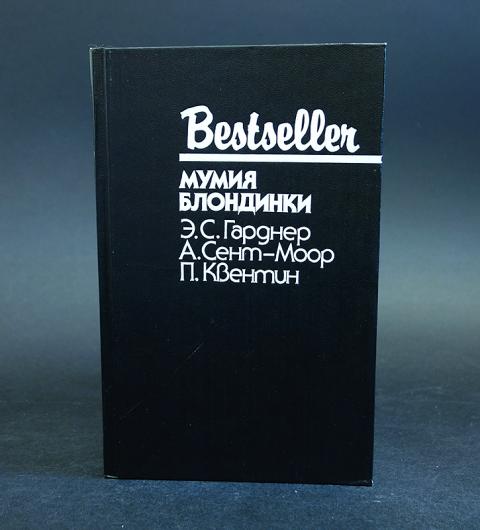 Bestseller
МУМИЯ
БЛОНДИНКИ
Э. С. Гарднер
А. Сент-Моор
П. Квентин